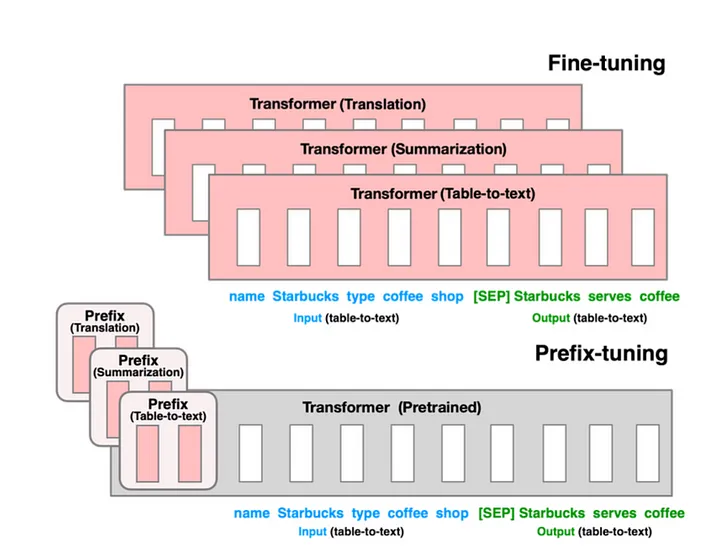 Fine-tuning
Transformer (Translation)
Transformer (Summarization)
Transformer (Table-to-text)
name Starbucks type coffee shop [SEP] Starbucks serves coffee
Input (table-to-text) Output (table-to-text)
Prefix-tuning
Prefix
(Translation)
Prefix
(Summarization)
Prefix
(Table-to-text)
Transformer (Pretrained)
name Starbucks type coffee shop [SEP] Starbucks serves coffee
Input (table-to-text) Output (table-to-text)